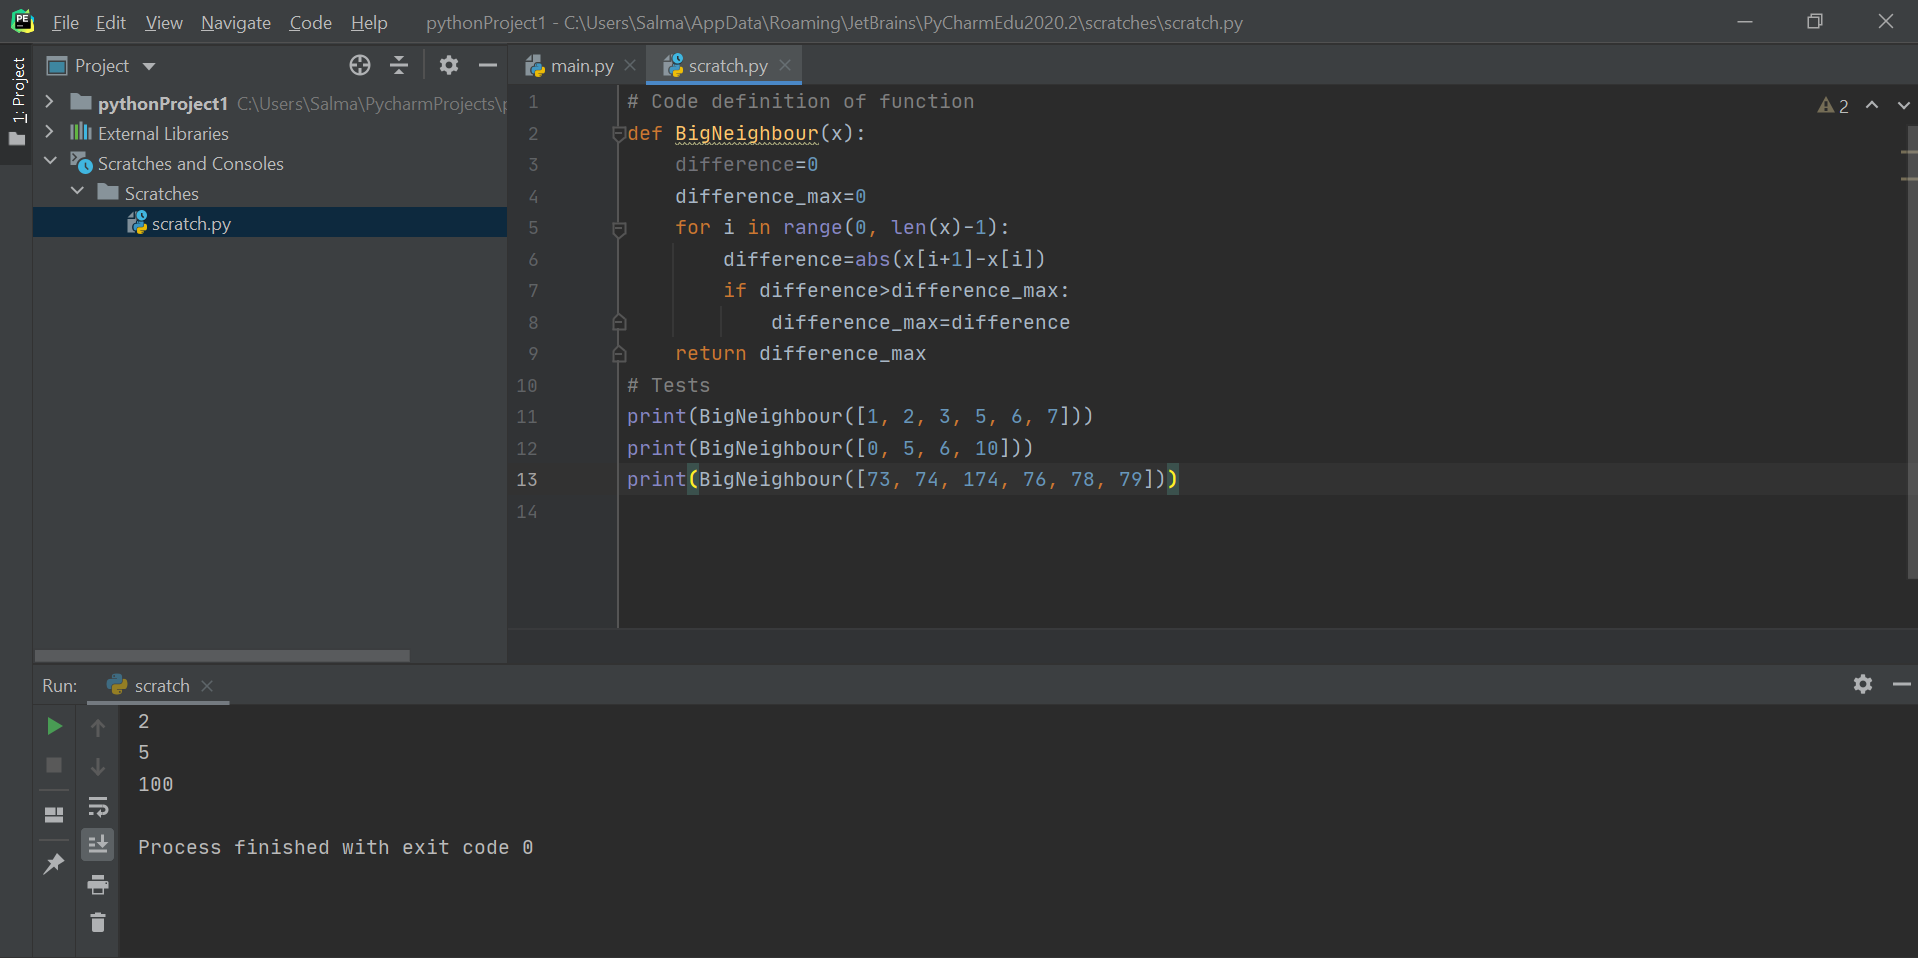 PE File Edit View Navigate Code Help pythonProject1 - C:\Users\Salma\AppData\Roaming\JetBrains\PyCharmEdu2020.2\scratches\scratch.py
1: Project
Project
pythonProject1 C:\Users\Salma\PycharmProjects\
External Libraries
Scratches and Consoles
Scratches
scratch.py
main.py scratch.py
2
1 # Code definition of function
2 def BigNeighbour(x):
3     difference=0
4     difference_max=0
5     for i in range(0, len(x)-1):
6         difference=abs(x[i+1]-x[i])
7         if difference>difference_max:
8             difference_max=difference
9     return difference_max
10 # Tests
11 print(BigNeighbour([1, 2, 3, 5, 6, 7]))
12 print(BigNeighbour([0, 5, 6, 10]))
13 print(BigNeighbour([73, 74, 174, 76, 78, 79]))
14
Run: scratch
2
5
100
Process finished with exit code 0